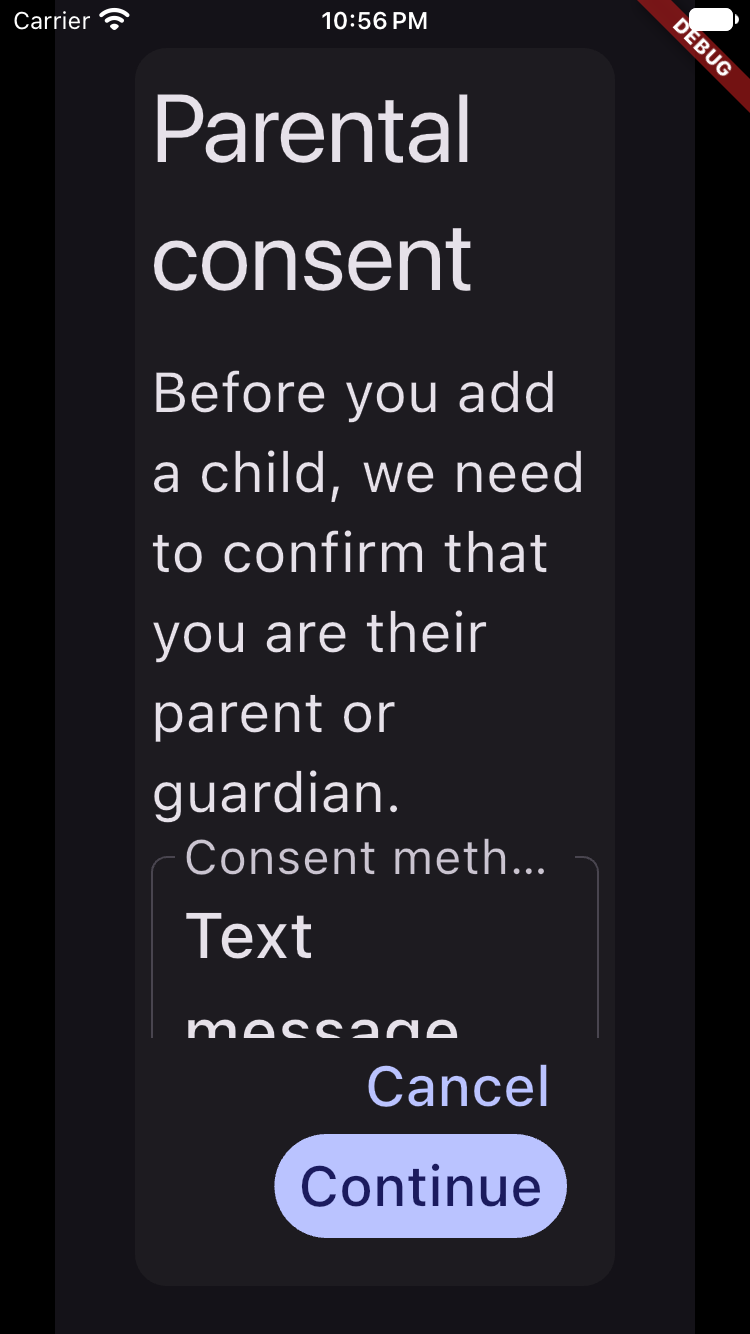 Carrier 10:56 PM
DEBUG
Parental
consent
Before you add
a child, we need
to confirm that
you are their
parent or
guardian.
Consent meth...
Text
message
Cancel
Continue